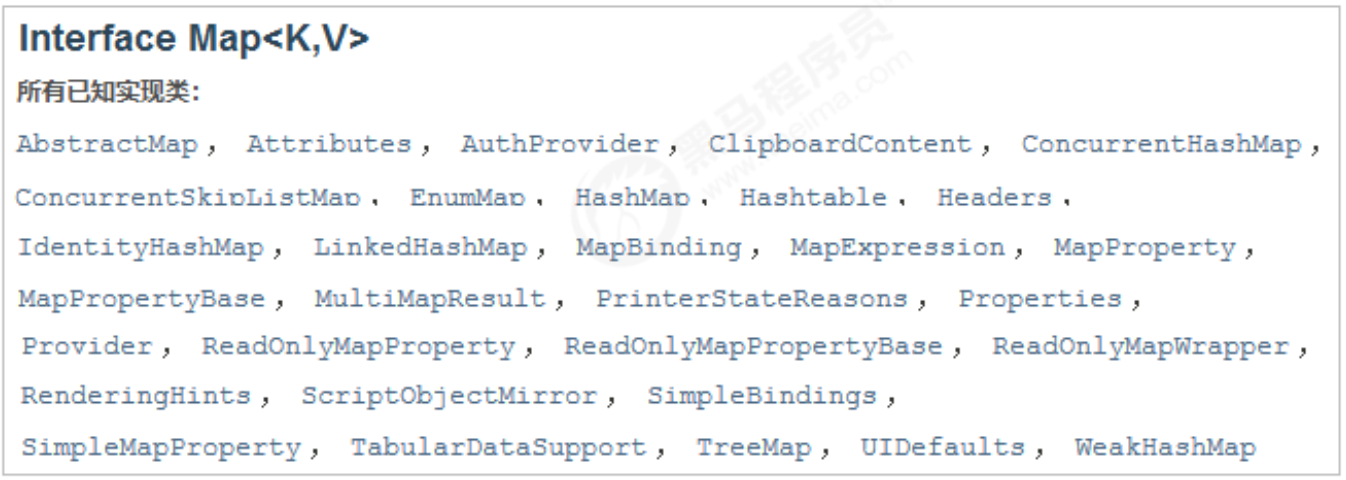 Interface Map<K,V>
所有已知实现类:
AbstractMap , Attributes , AuthProvider , ClipboardContent , ConcurrentHashMap ,
ConcurrentSkipListMap , EnumMap , HashMap , Hashtable , Headers ,
IdentityHashMap , LinkedHashMap , MapBinding , MapExpression , MapProperty ,
MapPropertyBase , MultiMapResult , PrinterStateReasons , Properties ,
Provider , ReadOnlyMapProperty , ReadOnlyMapPropertyBase , ReadOnlyMapWrapper ,
RenderingHints , ScriptObjectMirror , SimpleBindings ,
SimpleMapProperty , TabularDataSupport , TreeMap , UIDefaults , WeakHashMap
黑马程序员
www.itheima.com